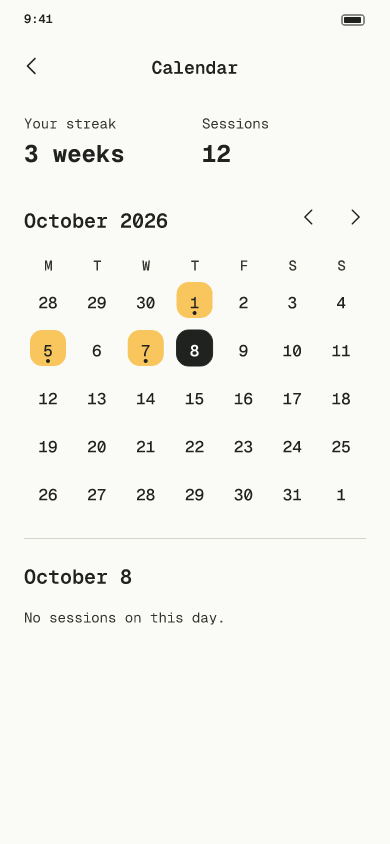 9:41
Calendar
Your streak
3 weeks
Sessions
12
October 2026
M T W T F S S
28 29 30 1 2 3 4
5 6 7 8 9 10 11
12 13 14 15 16 17 18
19 20 21 22 23 24 25
26 27 28 29 30 31 1
October 8
No sessions on this day.